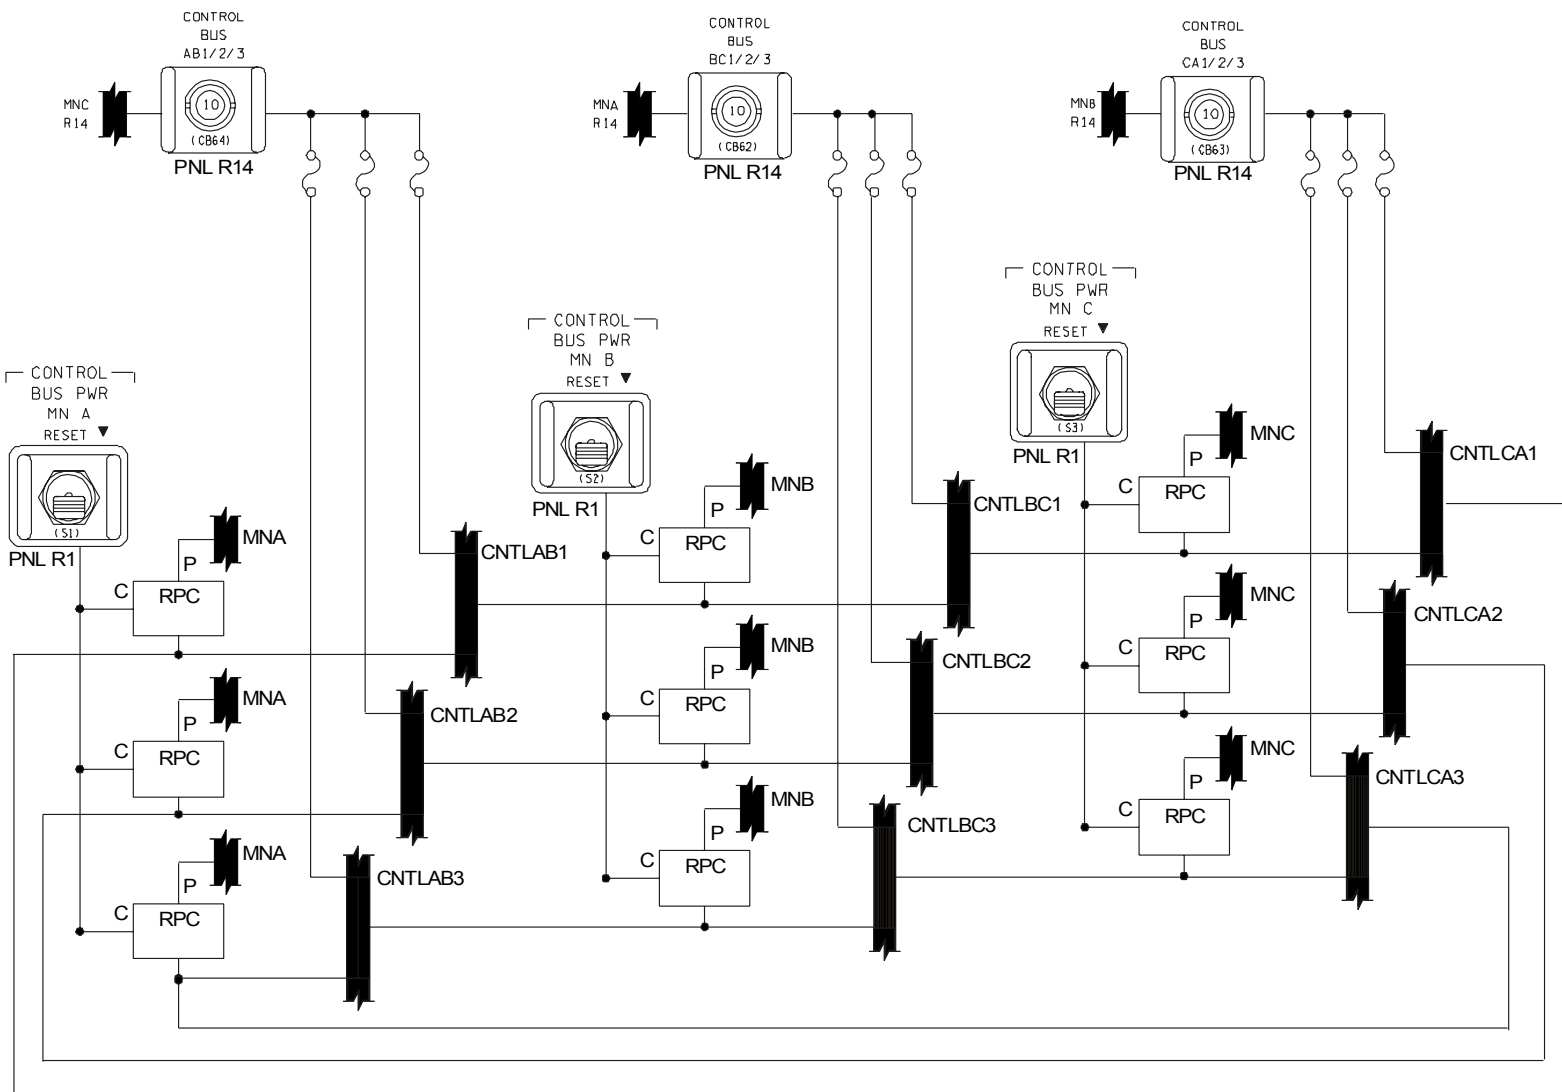 CONTROL
BUS
AB1/2/3
MNC
R14
10
(CB64)
PNL R14
CONTROL
BUS
BC1/2/3
MNA
R14
10
(CB62)
PNL R14
CONTROL
BUS
CA1/2/3
MNB
R14
10
(CB63)
PNL R14
CONTROL
BUS PWR
MN A
RESET
(S1)
PNL R1
CONTROL
BUS PWR
MN B
RESET
(S2)
PNL R1
CONTROL
BUS PWR
MN C
RESET
(S3)
PNL R1
MNA
P
C
RPC
CNTLAB1
MNA
P
C
RPC
CNTLAB2
MNA
P
C
RPC
CNTLAB3
MNB
P
C
RPC
CNTLBC1
MNB
P
C
RPC
CNTLBC2
MNB
P
C
RPC
CNTLBC3
MNC
P
C
RPC
CNTLCA1
MNC
P
C
RPC
CNTLCA2
MNC
P
C
RPC
CNTLCA3